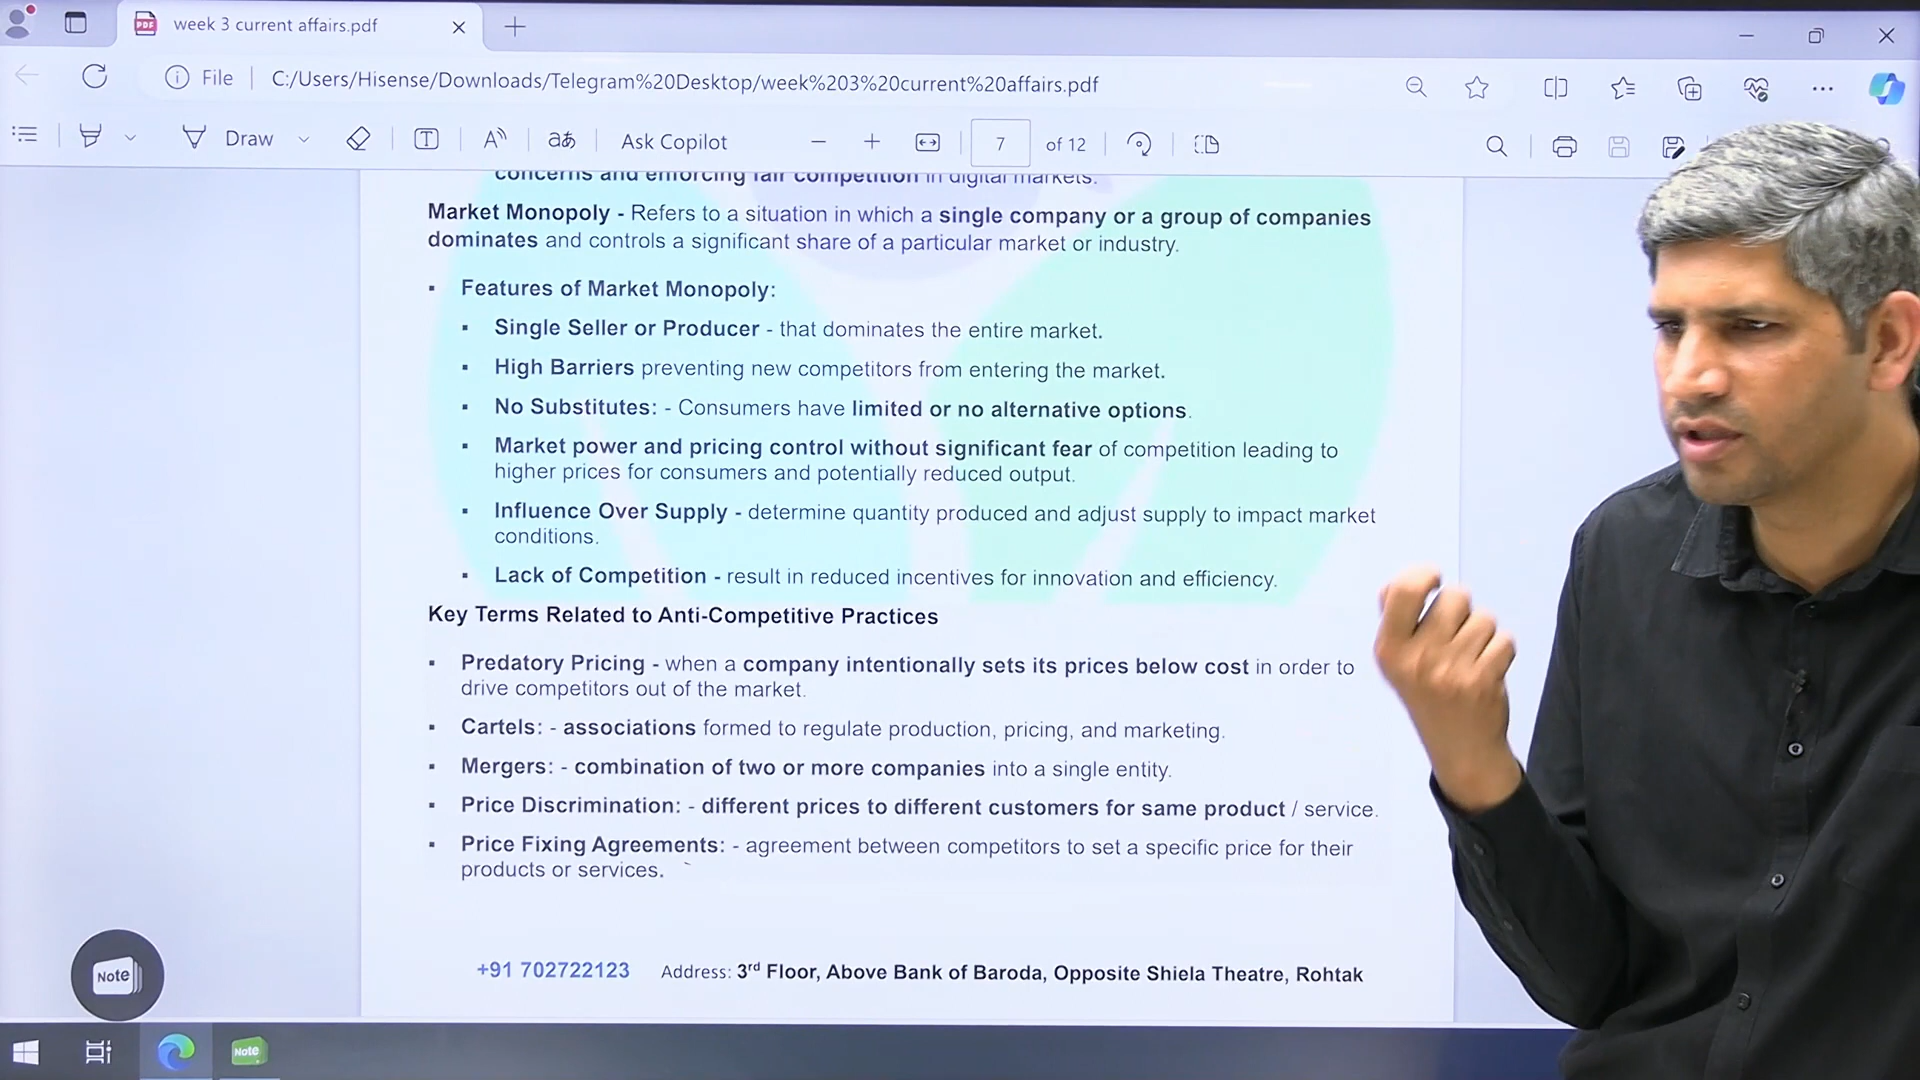 week 3 current affairs.pdf
File
C:/Users/Hisense/Downloads/Telegram%20Desktop/week%203%20current%20affairs.pdf
Draw
Ask Copilot
7 of 12
concerns and enforcing fair competition in digital markets.
Market Monopoly - Refers to a situation in which a single company or a group of companies
dominates and controls a significant share of a particular market or industry.
▪ Features of Market Monopoly:
▪ Single Seller or Producer - that dominates the entire market.
▪ High Barriers preventing new competitors from entering the market.
▪ No Substitutes: - Consumers have limited or no alternative options.
▪ Market power and pricing control without significant fear of competition leading to
higher prices for consumers and potentially reduced output.
▪ Influence Over Supply - determine quantity produced and adjust supply to impact market
conditions.
▪ Lack of Competition - result in reduced incentives for innovation and efficiency.
Key Terms Related to Anti-Competitive Practices
▪ Predatory Pricing - when a company intentionally sets its prices below cost in order to
drive competitors out of the market.
▪ Cartels: - associations formed to regulate production, pricing, and marketing.
▪ Mergers: - combination of two or more companies into a single entity.
▪ Price Discrimination: - different prices to different customers for same product / service.
▪ Price Fixing Agreements: - agreement between competitors to set a specific price for their
products or services.
+91 702722123 Address: 3rd Floor, Above Bank of Baroda, Opposite Shiela Theatre, Rohtak
Note
Note